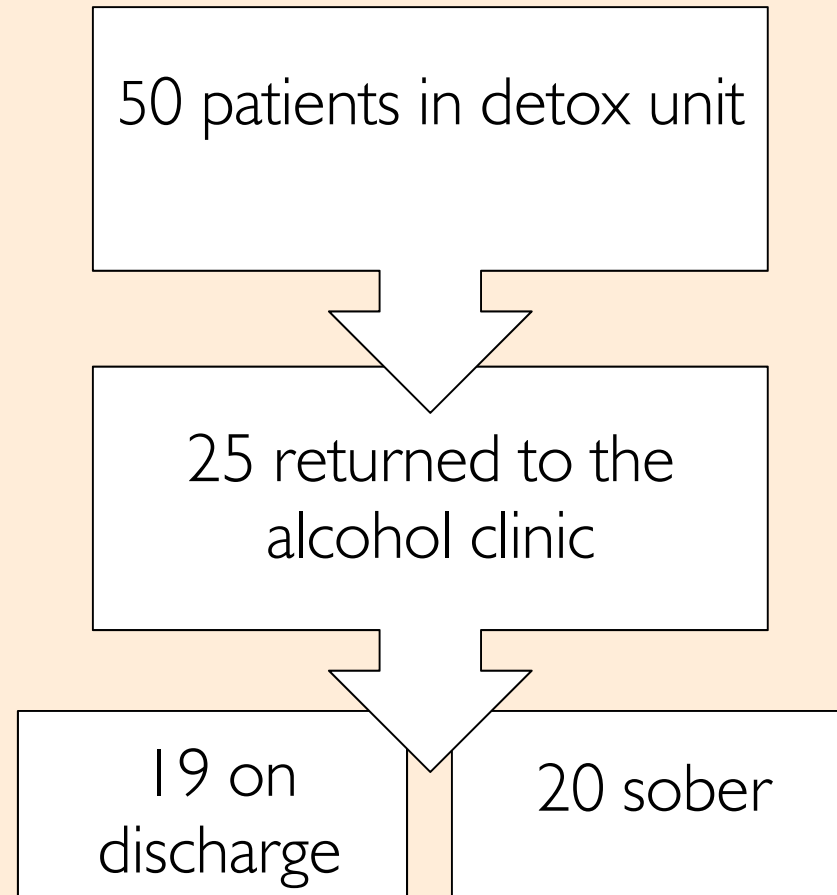 50 patients in detox unit
25 returned to the
alcohol clinic
19 on
discharge
20 sober